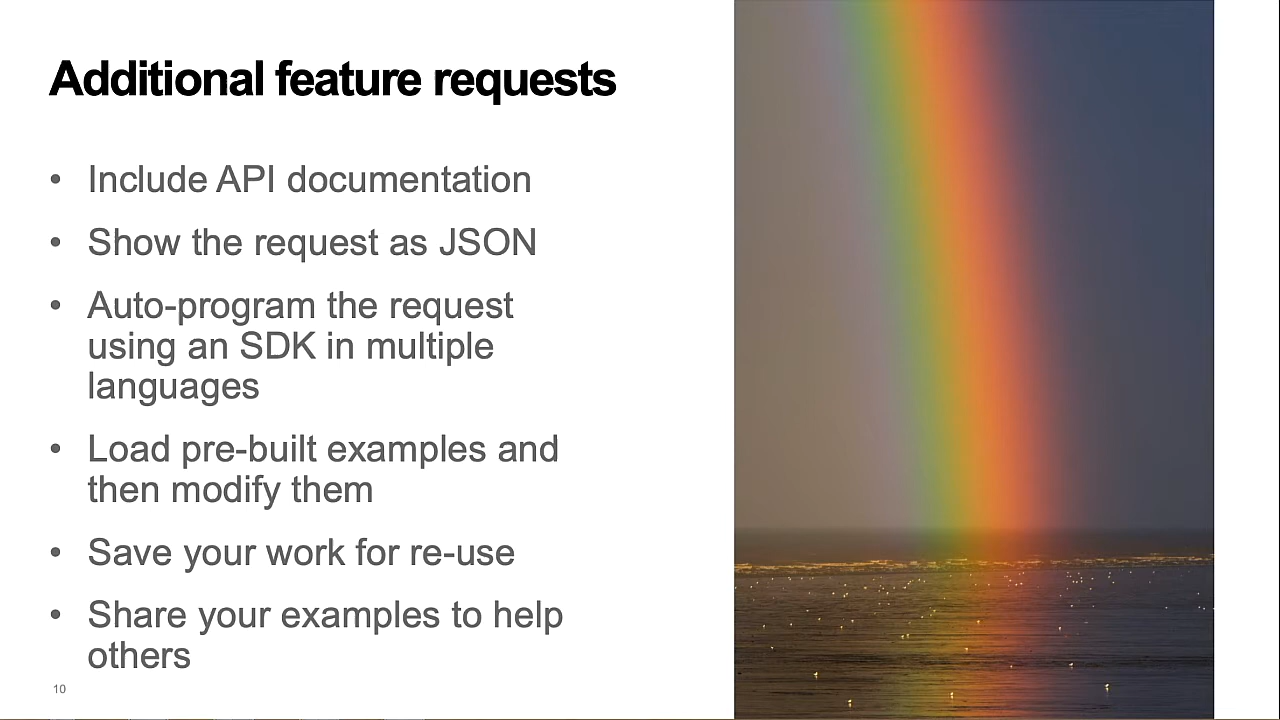 Additional feature requests
• Include API documentation
• Show the request as JSON
• Auto-program the request
using an SDK in multiple
languages
• Load pre-built examples and
then modify them
• Save your work for re-use
• Share your examples to help
others
10